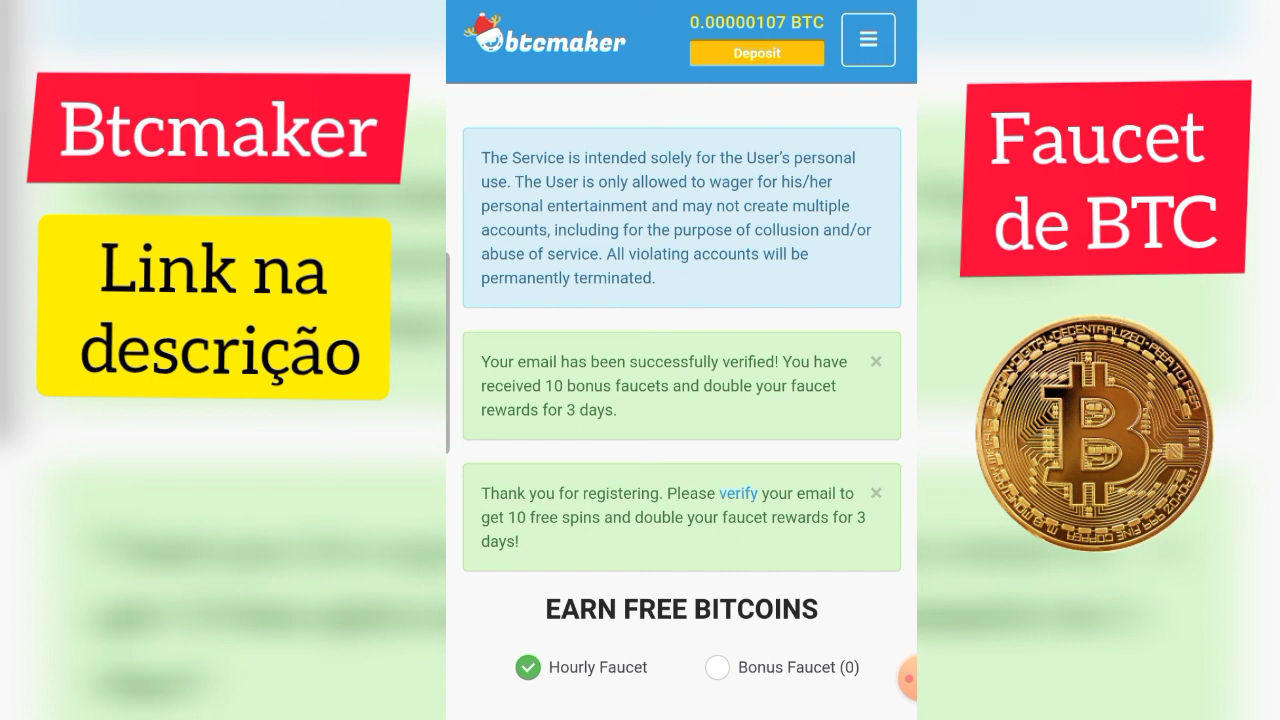 Btcmaker
Link na
descrição
btcmaker
0.00000107 BTC
Deposit
The Service is intended solely for the User's personal
use. The User is only allowed to wager for his/her
personal entertainment and may not create multiple
accounts, including for the purpose of collusion and/or
abuse of service. All violating accounts will be
permanently terminated.
Your email has been successfully verified! You have
received 10 bonus faucets and double your faucet
rewards for 3 days.
Thank you for registering. Please verify your email to
get 10 free spins and double your faucet rewards for 3
days!
EARN FREE BITCOINS
Hourly Faucet
Bonus Faucet (0)
Faucet
de BTC
DIGITAL
DECENTRALIZED
PEER TO PEER